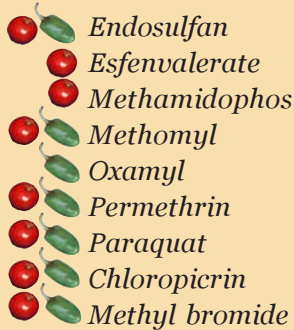 Endosulfan
Esfenvalerate
Methamidophos
Methomyl
Oxamyl
Permethrin
Paraquat
Chloropicrin
Methyl bromide